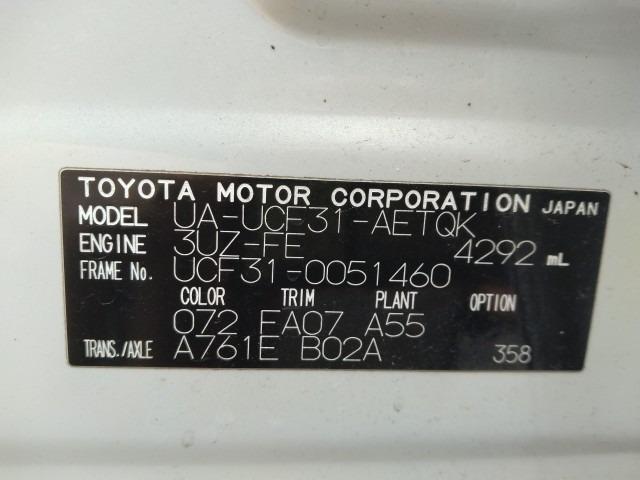 TOYOTA MOTOR CORPORATION JAPAN
MODEL UA-UCF31-AETQK
ENGINE 3UZ-FE 4292 mL
FRAME No. UCF31-0051460
COLOR TRIM PLANT OPTION
072 EA07 A55
TRANS./AXLE A761E B02A 358